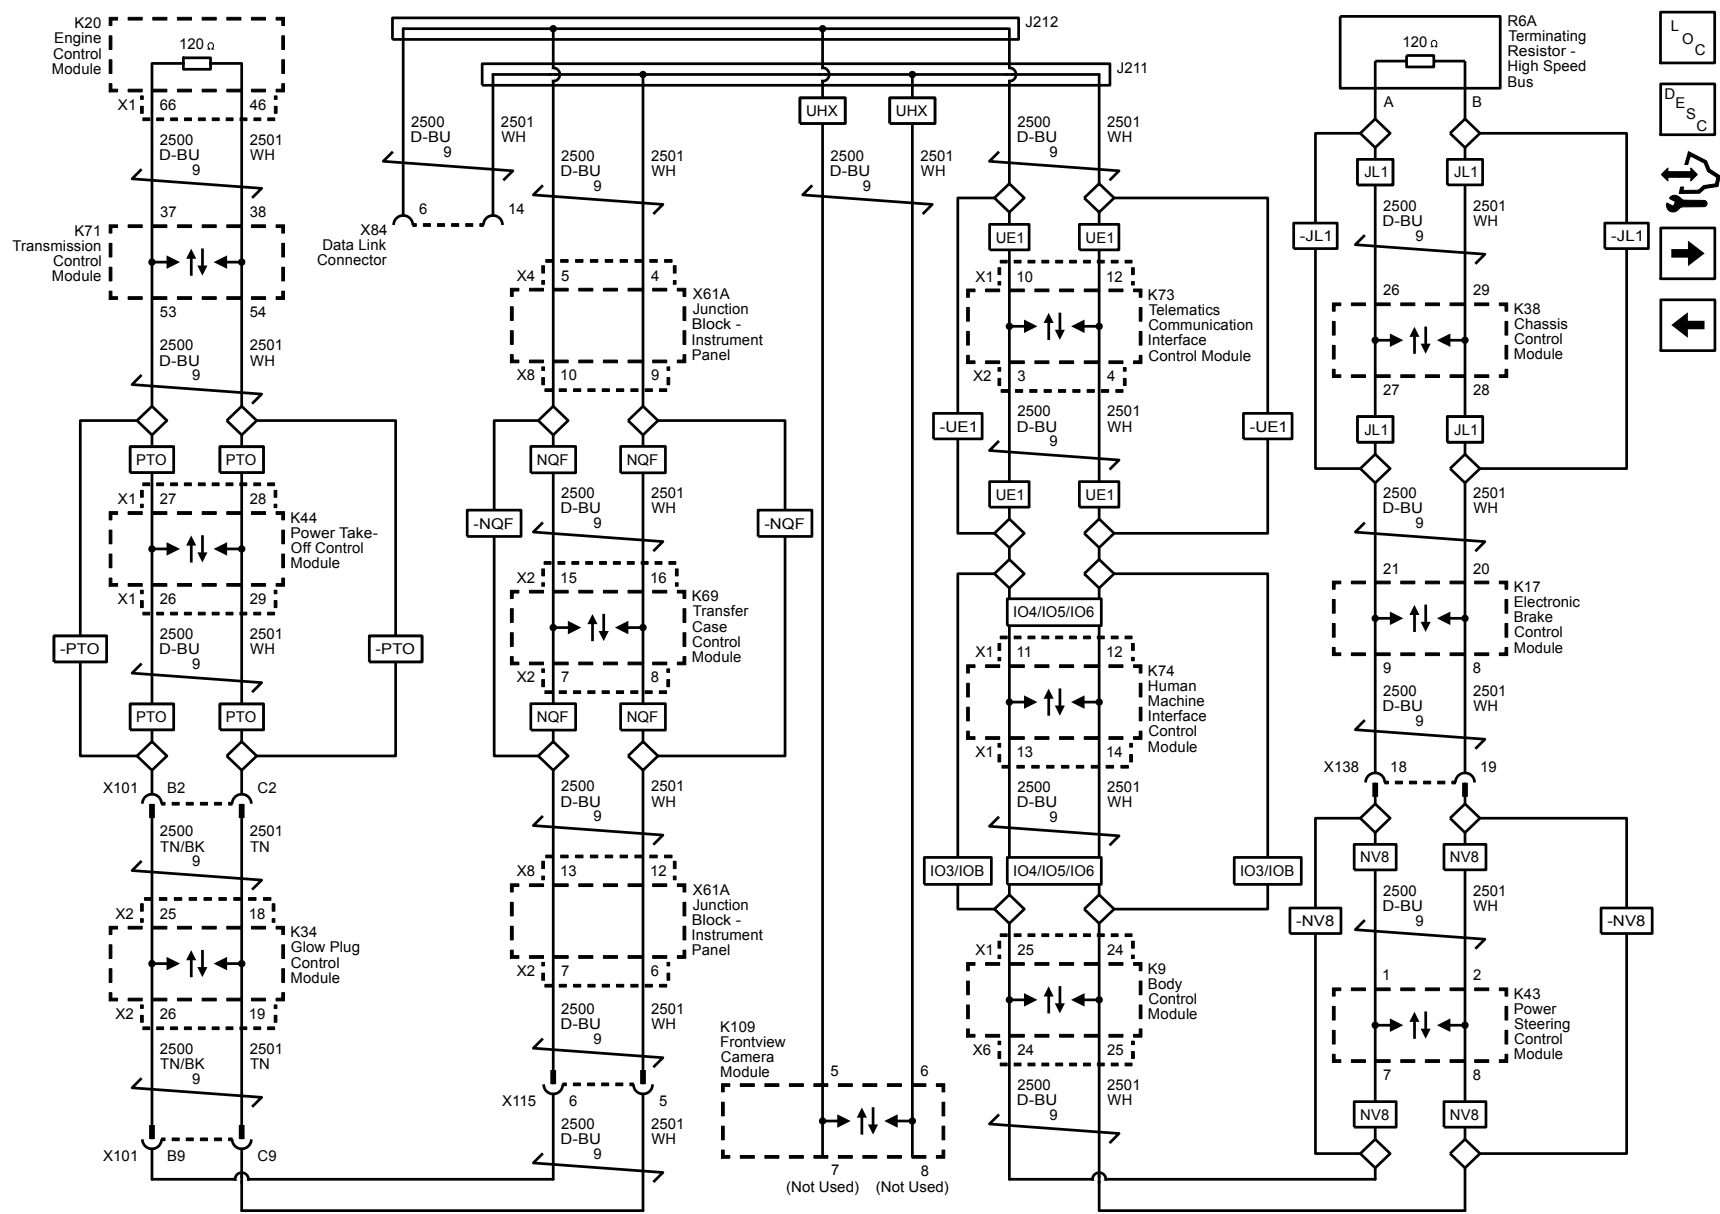 K20
Engine
Control
Module
120 Ω
X1 66 46
2500
D-BU
2501
WH
9
37 38
K71
Transmission
Control
Module
53 54
2500
D-BU
2501
WH
9
PTO PTO
X1 27 28
K44
Power Take-
Off Control
Module
X1 26 29
2500
D-BU
2501
WH
9
-PTO -PTO
PTO PTO
X101 B2 C2
2500
TN/BK
2501
TN
9
X2 25 18
K34
Glow Plug
Control
Module
X2 26 19
2500
TN/BK
2501
TN
9
X101 B9 C9
J212
J211
2500
D-BU
2501
WH
9
6 14
X84
Data Link
Connector
2500
D-BU
2501
WH
9
X4 5 4
X61A
Junction
Block -
Instrument
Panel
X8 10 9
NQF NQF
2500
D-BU
2501
WH
9
-NQF -NQF
X2 15 16
K69
Transfer
Case
Control
Module
X2 7 8
NQF NQF
2500
D-BU
2501
WH
9
X8 13 12
X61A
Junction
Block -
Instrument
Panel
X2 7 6
2500
D-BU
2501
WH
9
X115 6 5
2500
D-BU
2501
WH
9
UHX UHX
2500
D-BU
2501
WH
9
K109
Frontview
Camera
Module
5 6
7 8
(Not Used) (Not Used)
2500
D-BU
2501
WH
9
UE1 UE1
X1 10 12
K73
Telematics
Communication
Interface
Control Module
X2 3 4
2500
D-BU
2501
WH
9
-UE1 -UE1
UE1 UE1
IO4/IO5/IO6
X1 11 12
K74
Human
Machine
Interface
Control
Module
X1 13 14
2500
D-BU
2501
WH
9
IO3/IOB IO4/IO5/IO6 IO3/IOB
X1 25 24
K9
Body
Control
Module
X6 24 25
2500
D-BU
2501
WH
9
R6A
Terminating
Resistor -
High Speed
Bus
120 Ω
A B
JL1 JL1
2500
D-BU
2501
WH
9
-JL1 -JL1
26 29
K38
Chassis
Control
Module
27 28
JL1 JL1
2500
D-BU
2501
WH
9
21 20
K17
Electronic
Brake
Control
Module
9 8
2500
D-BU
2501
WH
9
X138 18 19
NV8 NV8
2500
D-BU
2501
WH
9
-NV8 -NV8
1 2
K43
Power
Steering
Control
Module
7 8
NV8 NV8
LOC
DESC